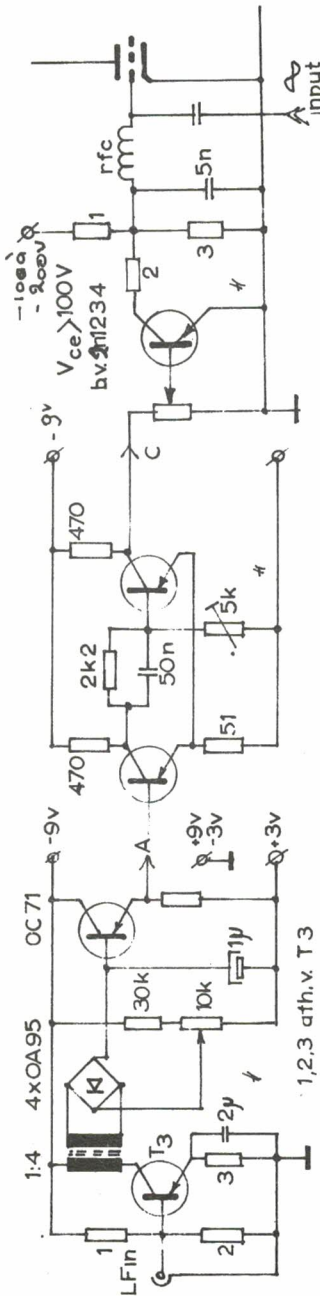 1:4
4x0A95
OC71
-9v
LFin
1
2
T3
3
2µ
30k
10k
1µ
A
+9v
-3v
+3v
1,2,3 ath.v. T3
470
2k2
50n
470
-9v
51
5k
C
-100à
-200v
Vce>100V
bv.2n1234
1
2
3
rfc
5n
input